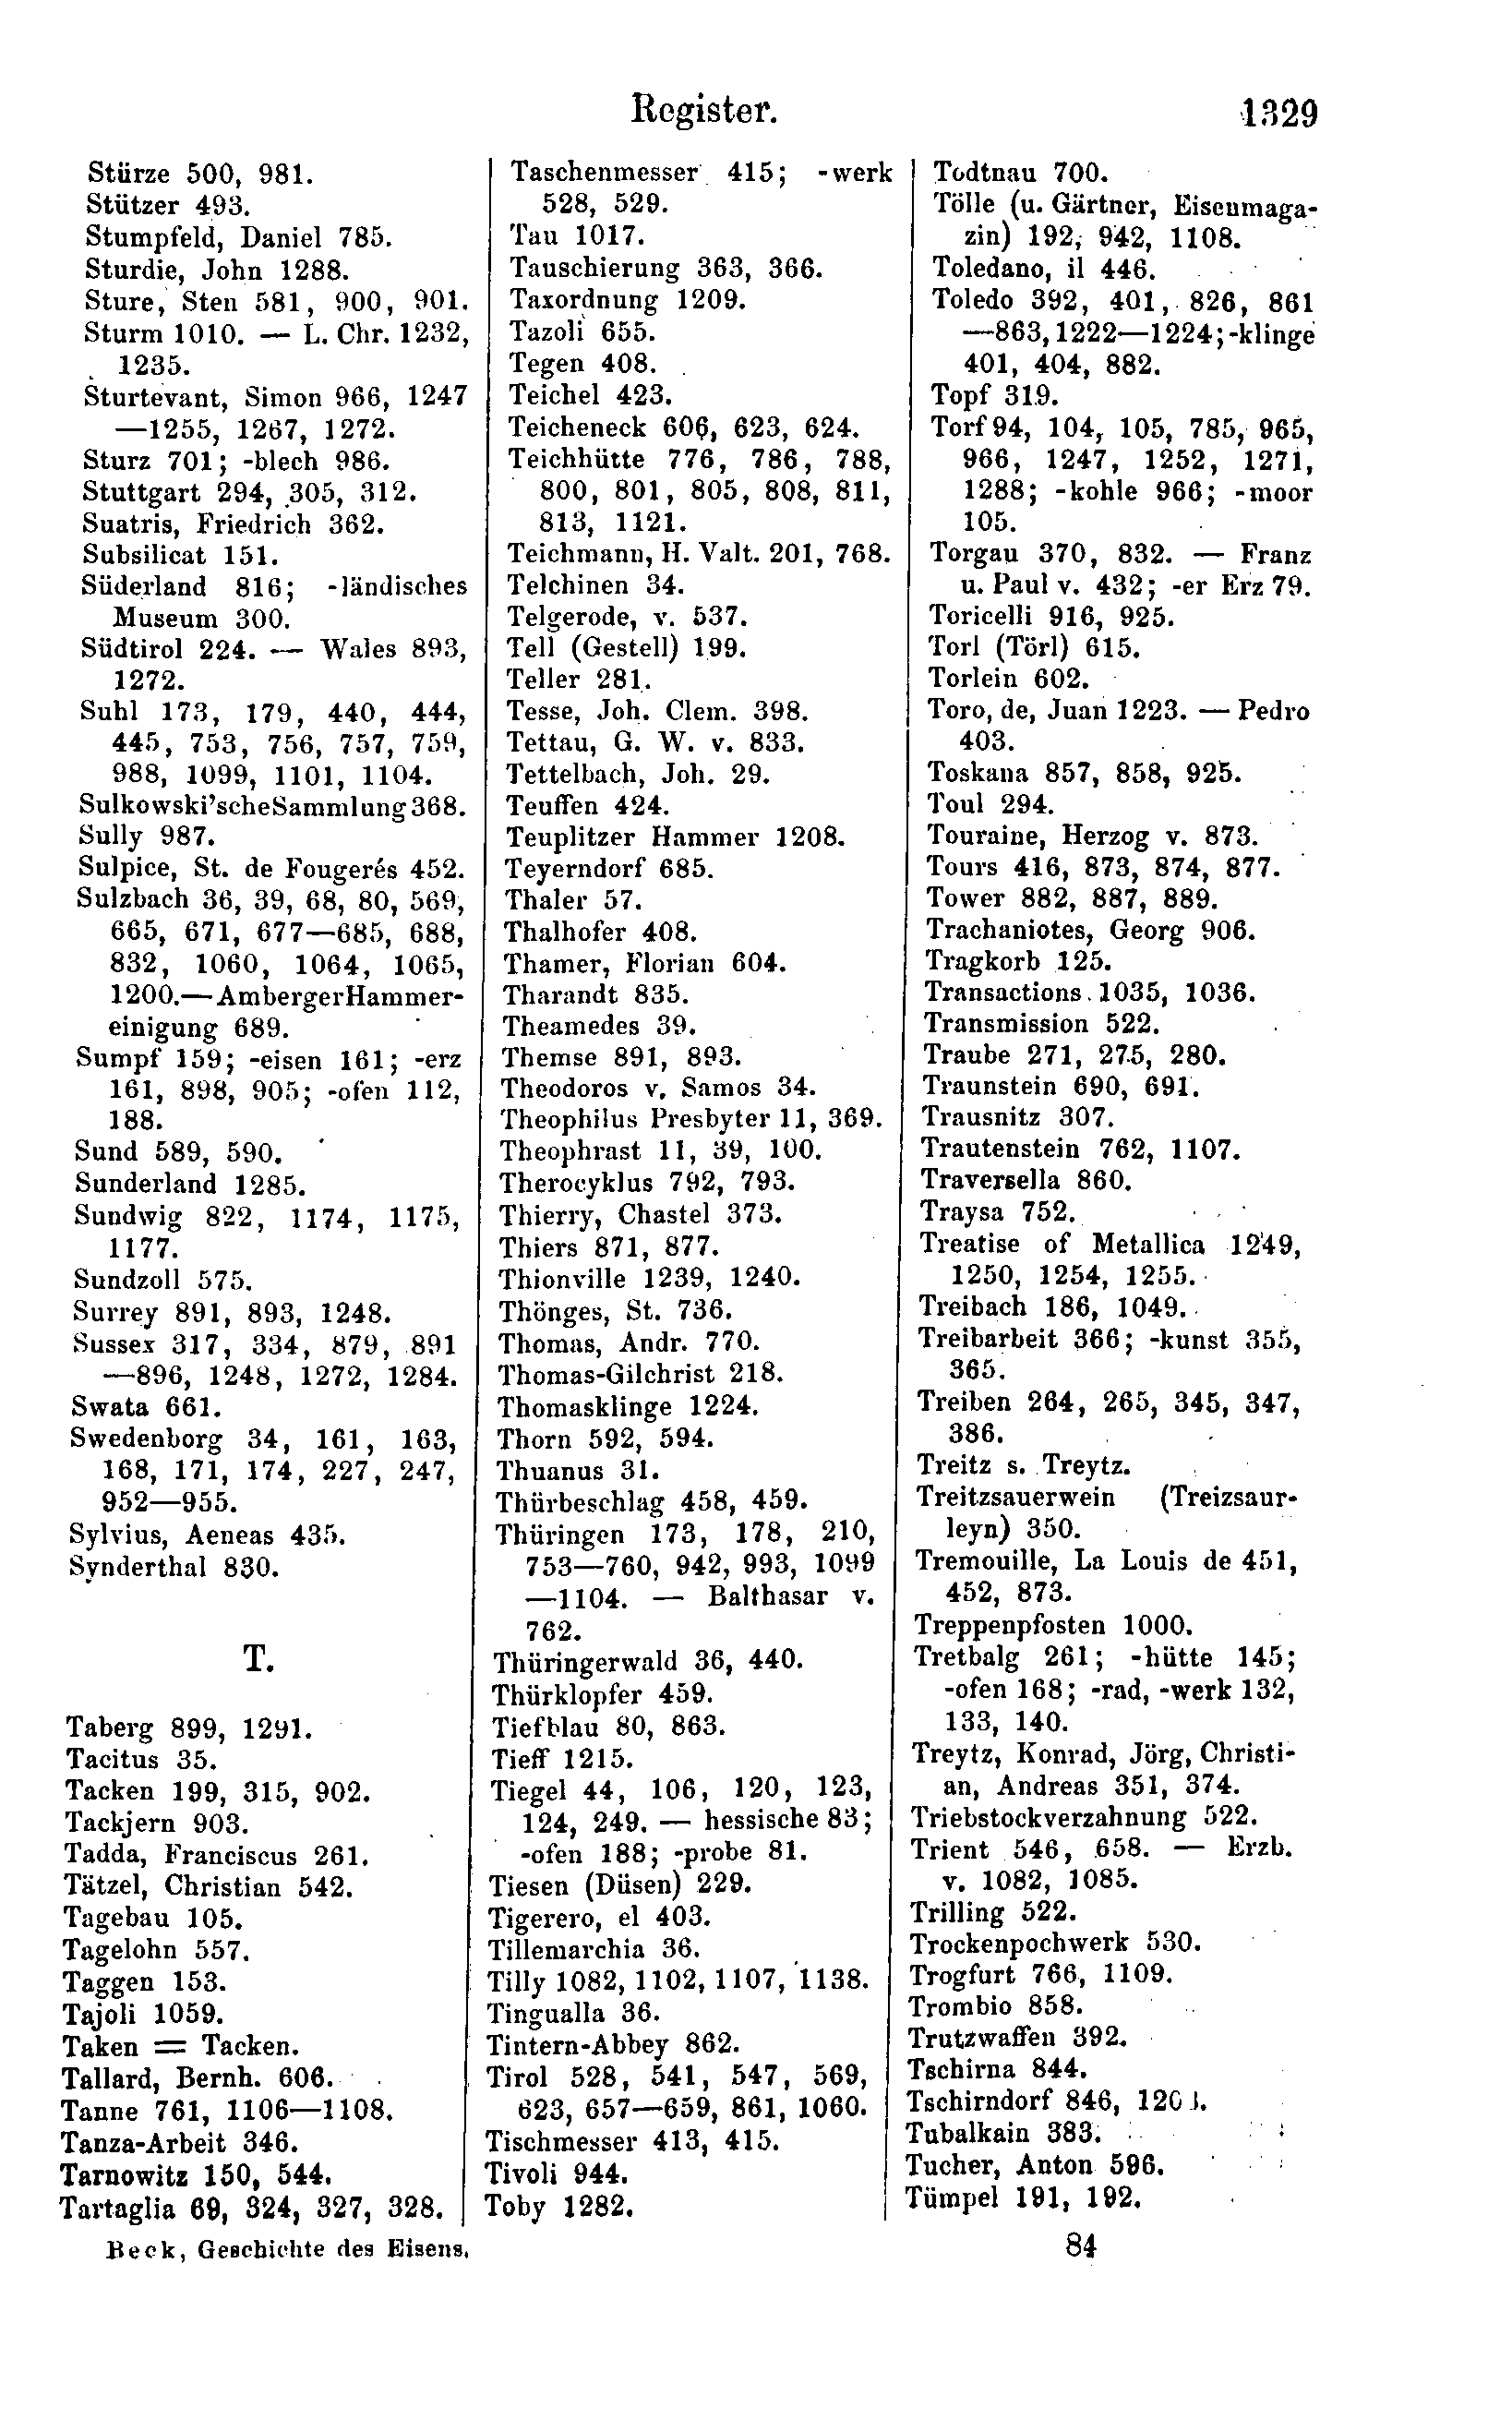 Register.
1329
Stürze 500, 981.
Stützer 493.
Stumpfeld, Daniel 785.
Sturdie, John 1288.
Sture, Sten 581, 900, 901.
Sturm 1010. — L. Chr. 1232,
1235.
Sturtevant, Simon 966, 1247
—1255, 1267, 1272.
Sturz 701; -blech 986.
Stuttgart 294, 305, 312.
Suatris, Friedrich 362.
Subsilicat 151.
Süderland 816; -ländisches
Museum 300.
Südtirol 224. — Wales 893,
1272.
Suhl 173, 179, 440, 444,
445, 753, 756, 757, 759,
988, 1099, 1101, 1104.
Sulkowski'sche Sammlung 368.
Sully 987.
Sulpice, St. de Fougerés 452.
Sulzbach 36, 39, 68, 80, 569,
665, 671, 677—685, 688,
832, 1060, 1064, 1065,
1200. — Amberger Hammer-
einigung 689.
Sumpf 159; -eisen 161; -erz
161, 898, 905; -ofen 112,
188.
Sund 589, 590.
Sunderland 1285.
Sundwig 822, 1174, 1175,
1177.
Sundzoll 575.
Surrey 891, 893, 1248.
Sussex 317, 334, 879, 891
—896, 1248, 1272, 1284.
Swata 661.
Swedenborg 34, 161, 163,
168, 171, 174, 227, 247,
952—955.
Sylvius, Aeneas 435.
Synderthal 830.
T.
Taberg 899, 1291.
Tacitus 35.
Tacken 199, 315, 902.
Tackjern 903.
Tadda, Franciscus 261.
Tätzel, Christian 542.
Tagebau 105.
Tagelohn 557.
Taggen 153.
Tajoli 1059.
Taken = Tacken.
Tallard, Bernh. 606.
Tanne 761, 1106—1108.
Tanza-Arbeit 346.
Tarnowitz 150, 544.
Tartaglia 69, 324, 327, 328.
Taschenmesser 415; -werk
528, 529.
Tau 1017.
Tauschierung 363, 366.
Taxordnung 1209.
Tazoli 655.
Tegen 408.
Teichel 423.
Teicheneck 606, 623, 624.
Teichhütte 776, 786, 788,
800, 801, 805, 808, 811,
813, 1121.
Teichmann, H. Valt. 201, 768.
Telchinen 34.
Telgerode, v. 537.
Tell (Gestell) 199.
Teller 281.
Tesse, Joh. Clem. 398.
Tettau, G. W. v. 833.
Tettelbach, Joh. 29.
Teuffen 424.
Teuplitzer Hammer 1208.
Teyerndorf 685.
Thaler 57.
Thalhofer 408.
Thamer, Florian 604.
Tharandt 835.
Theamedes 39.
Themse 891, 893.
Theodoros v. Samos 34.
Theophilus Presbyter 11, 369.
Theophrast 11, 39, 100.
Therocyklus 792, 793.
Thierry, Chastel 373.
Thiers 871, 877.
Thionville 1239, 1240.
Thönges, St. 736.
Thomas, Andr. 770.
Thomas-Gilchrist 218.
Thomasklinge 1224.
Thorn 592, 594.
Thuanus 31.
Thürbeschlag 458, 459.
Thüringen 173, 178, 210,
753—760, 942, 993, 1099
—1104. — Balthasar v.
762.
Thüringerwald 36, 440.
Thürklopfer 459.
Tiefblau 80, 863.
Tieff 1215.
Tiegel 44, 106, 120, 123,
124, 249. — hessische 83;
-ofen 188; -probe 81.
Tiesen (Düsen) 229.
Tigerero, el 403.
Tillemarchia 36.
Tilly 1082, 1102, 1107, 1138.
Tingualla 36.
Tintern-Abbey 862.
Tirol 528, 541, 547, 569,
623, 657—659, 861, 1060.
Tischmesser 413, 415.
Tivoli 944.
Toby 1282.
Todtnau 700.
Tölle (u. Gärtner, Eisenmaga-
zin) 192, 942, 1108.
Toledano, il 446.
Toledo 392, 401, 826, 861
—863, 1222—1224; -klinge
401, 404, 882.
Topf 319.
Torf 94, 104, 105, 785, 965,
966, 1247, 1252, 1271,
1288; -kohle 966; -moor
105.
Torgau 370, 832. — Franz
u. Paul v. 432; -er Erz 79.
Toricelli 916, 925.
Torl (Törl) 615.
Torlein 602.
Toro, de, Juan 1223. — Pedro
403.
Toskana 857, 858, 925.
Toul 294.
Touraine, Herzog v. 873.
Tours 416, 873, 874, 877.
Tower 882, 887, 889.
Trachaniotes, Georg 906.
Tragkorb 125.
Transactions 1035, 1036.
Transmission 522.
Traube 271, 275, 280.
Traunstein 690, 691.
Trausnitz 307.
Trautenstein 762, 1107.
Traversella 860.
Traysa 752.
Treatise of Metallica 1249,
1250, 1254, 1255.
Treibach 186, 1049.
Treibarbeit 366; -kunst 355,
365.
Treiben 264, 265, 345, 347,
386.
Treitz s. Treytz.
Treitzsauerwein (Treizsaur-
leyn) 350.
Tremouille, La Louis de 451,
452, 873.
Treppenpfosten 1000.
Tretbalg 261; -hütte 145;
-ofen 168; -rad, -werk 132,
133, 140.
Treytz, Konrad, Jörg, Christi-
an, Andreas 351, 374.
Triebstockverzahnung 522.
Trient 546, 658. — Erzb.
v. 1082, 1085.
Trilling 522.
Trockenpochwerk 530.
Trogfurt 766, 1109.
Trombio 858.
Trutzwaffen 392.
Tschirna 844.
Tschirndorf 846,
Tubalkain 383.
Tucher, Anton 596.
Tümpel 191, 192.
Beck, Geschichte des Eisens.
84